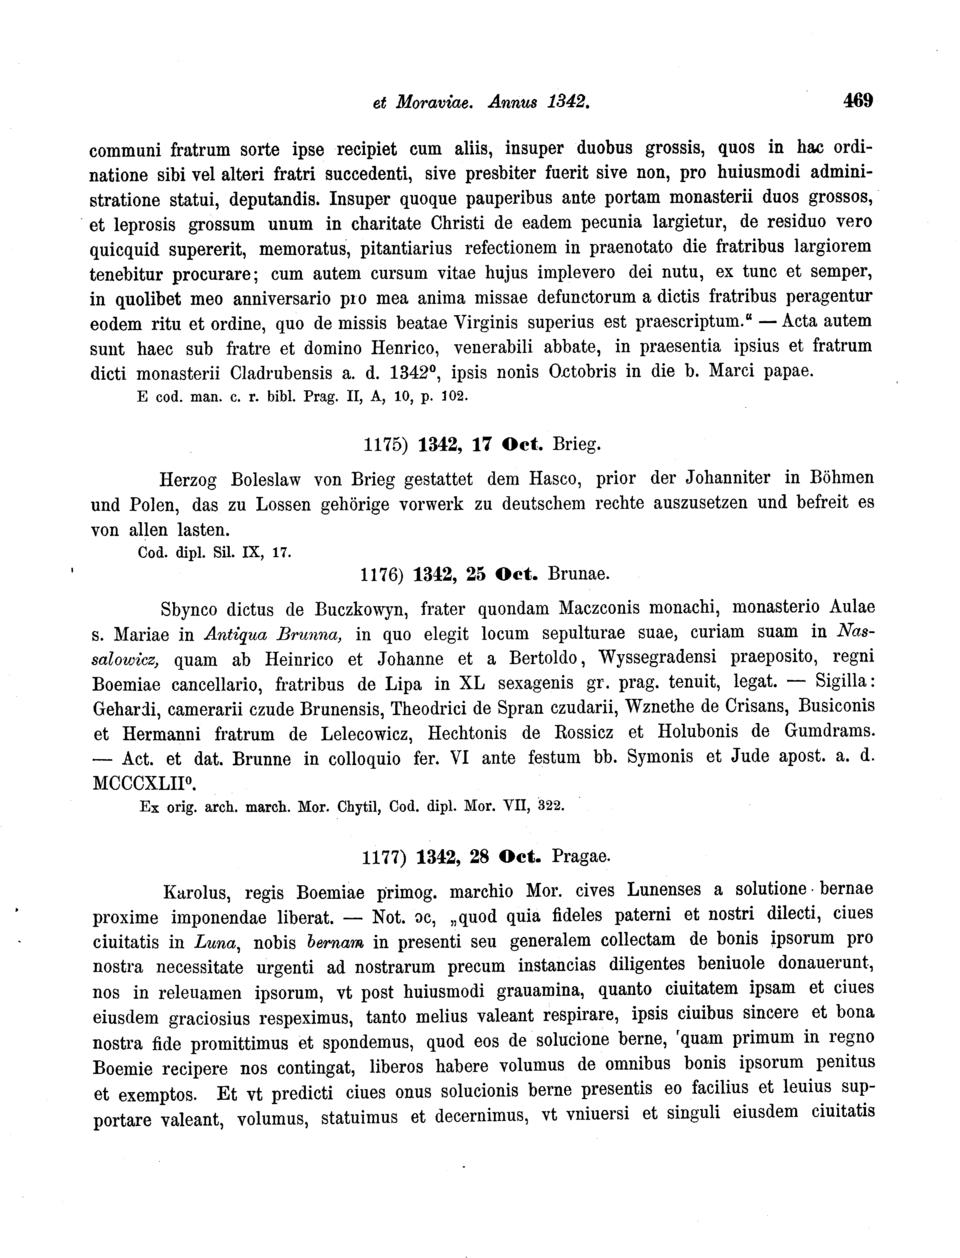 et Moraviae. Annus 1342. 469
communi fratrum sorte ipse recipiet cum aliis, insuper duobus grossis, quos in hac ordi-
natione sibi vel alteri fratri succedenti, sive presbiter fuerit sive non, pro huiusmodi admini-
stratione statui, deputandis. Insuper quoque pauperibus ante portam monasterii duos grossos,
et leprosis grossum unum in charitate Christi de eadem pecunia largietur, de residuo vero
quicquid supererit, memoratus, pitantiarius refectionem in praenotato die fratribus largiorem
tenebitur procurare; cum autem cursum vitae hujus implevero dei nutu, ex tunc et semper,
in quolibet meo anniversario pro mea anima missae defunctorum a dictis fratribus peragentur
eodem ritu et ordine, quo de missis beatae Virginis superius est praescriptum.“ — Acta autem
sunt haec sub fratre et domino Henrico, venerabili abbate, in praesentia ipsius et fratrum
dicti monasterii Cladrubensis a. d. 1342⁰, ipsis nonis Octobris in die b. Marci papae.
E cod. man. c. r. bibl. Prag. II, A, 10, p. 102.
1175) 1342, 17 Oct. Brieg.
Herzog Boleslaw von Brieg gestattet dem Hasco, prior der Johanniter in Böhmen
und Polen, das zu Lossen gehörige vorwerk zu deutschem rechte auszusetzen und befreit es
von allen lasten.
Cod. dipl. Sil. IX, 17.
1176) 1342, 25 Oct. Brunae.
Sbynco dictus de Buczkowyn, frater quondam Maczconis monachi, monasterio Aulae
s. Mariae in Antiqua Brunna, in quo elegit locum sepulturae suae, curiam suam in Nas-
salowicz, quam ab Heinrico et Johanne et a Bertoldo, Wyssegradensi praeposito, regni
Boemiae cancellario, fratribus de Lipa in XL sexagenis gr. prag. tenuit, legat. — Sigilla:
Gehardi, camerarii czude Brunensis, Theodrici de Spran czudarii, Wznethe de Crisans, Busiconis
et Hermanni fratrum de Lelecowicz, Hechtonis de Rossicz et Holubonis de Gumdrams.
— Act. et dat. Brunne in colloquio fer. VI ante festum bb. Symonis et Jude apost. a. d.
MCCCXLII⁰.
Ex orig. arch. march. Mor. Chytil, Cod. dipl. Mor. VII, 322.
1177) 1342, 28 Oct. Pragae.
Karolus, regis Boemiae primog. marchio Mor. cives Lunenses a solutione bernae
proxime imponendae liberat. — Not. ɔc, „quod quia fideles paterni et nostri dilecti, ciues
ciuitatis in Luna, nobis bernam in presenti seu generalem collectam de bonis ipsorum pro
nostra necessitate urgenti ad nostrarum precum instancias diligentes beniuole donauerunt,
nos in releuamen ipsorum, vt post huiusmodi grauamina, quanto ciuitatem ipsam et ciues
eiusdem graciosius respeximus, tanto melius valeant respirare, ipsis ciuibus sincere et bona
nostra fide promittimus et spondemus, quod eos de solucione berne, quam primum in regno
Boemie recipere nos contingat, liberos habere volumus de omnibus bonis ipsorum penitus
et exemptos. Et vt predicti ciues onus solucionis berne presentis eo facilius et leuius sup-
portare valeant, volumus, statuimus et decernimus, vt vniuersi et singuli eiusdem ciuitatis